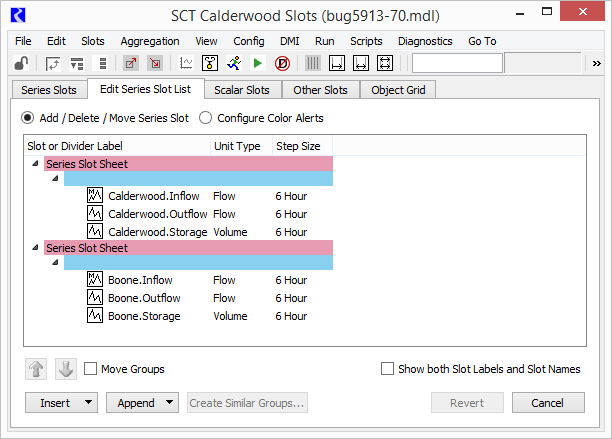 SCT Calderwood Slots (bug5913-70.mdl)
File Edit Slots Aggregation View Config DMI Run Scripts Diagnostics Go To
Series Slots Edit Series Slot List Scalar Slots Other Slots Object Grid
Add / Delete / Move Series Slot Configure Color Alerts
Slot or Divider Label Unit Type Step Size
Series Slot Sheet
Calderwood.Inflow Flow 6 Hour
Calderwood.Outflow Flow 6 Hour
Calderwood.Storage Volume 6 Hour
Series Slot Sheet
Boone.Inflow Flow 6 Hour
Boone.Outflow Flow 6 Hour
Boone.Storage Volume 6 Hour
Move Groups Show both Slot Labels and Slot Names
Insert Append Create Similar Groups... Revert Cancel